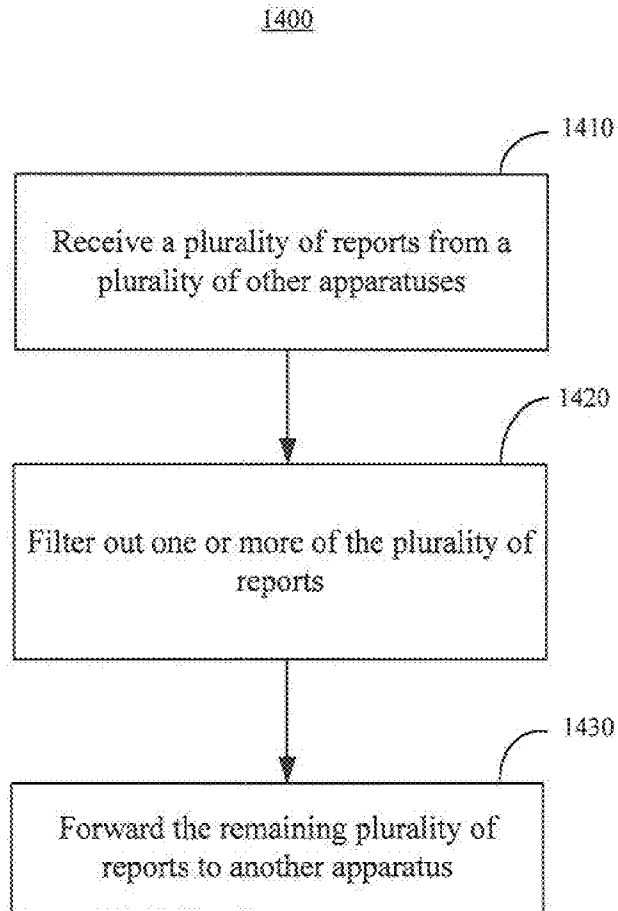 1400
1410
Receive a plurality of reports from a
plurality of other apparatuses
1420
Filter out one or more of the plurality of
reports
1430
Forward the remaining plurality of
reports to another apparatus